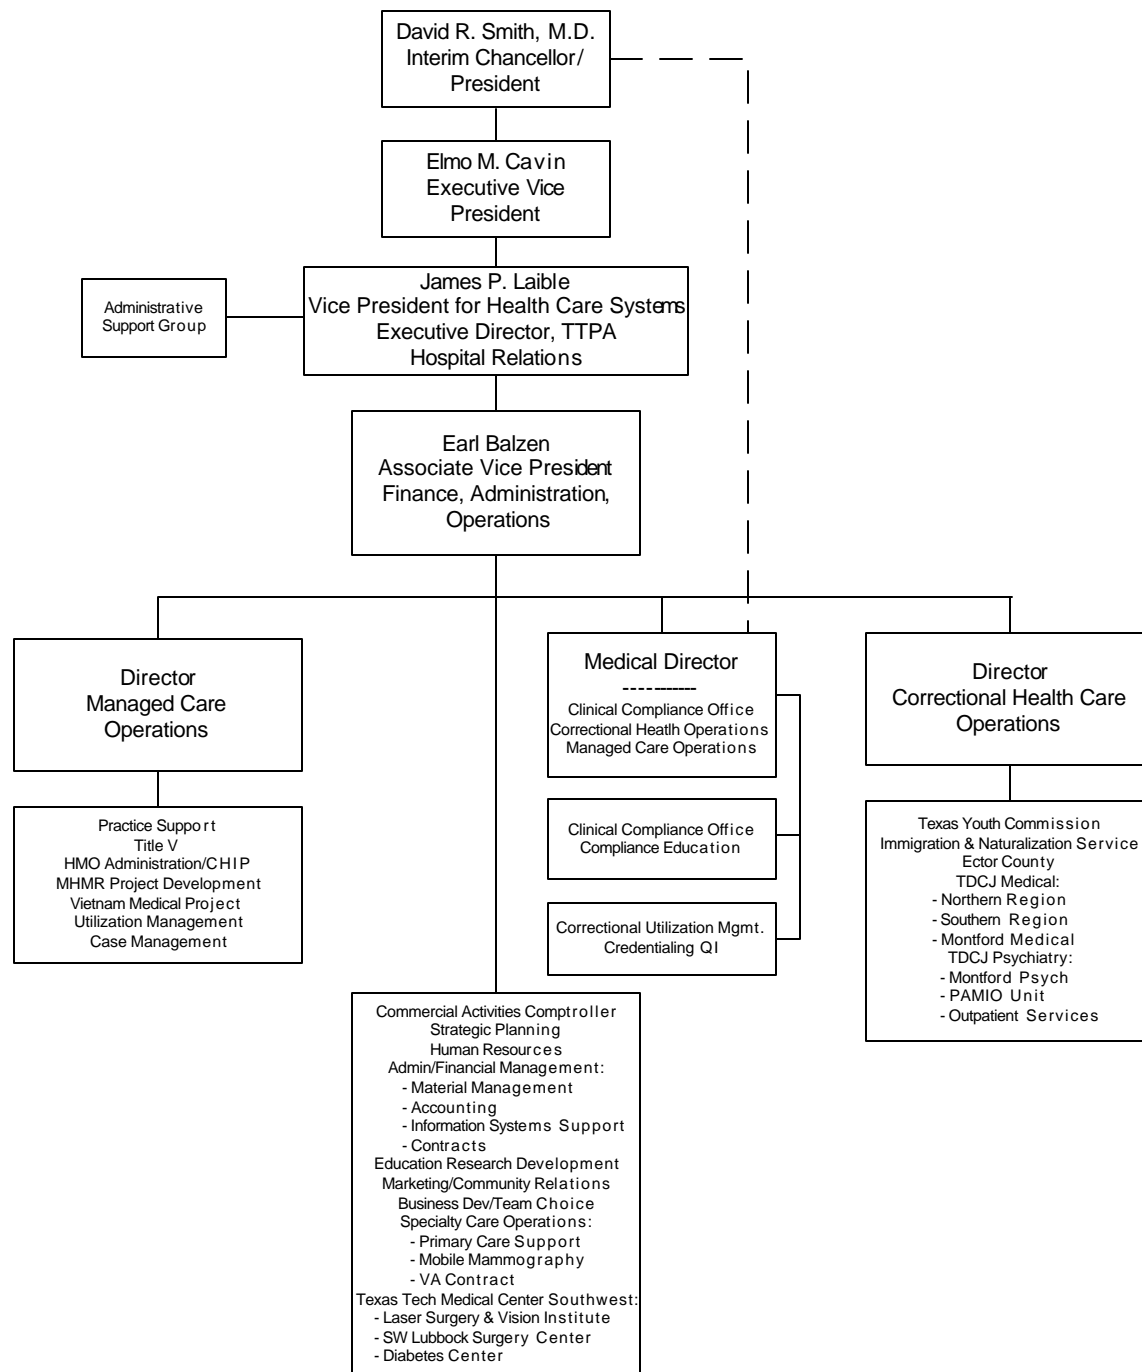 David R. Smith, M.D.
Interim Chancellor/
President
Elmo M. Cavin
Executive Vice
President
James P. Laible
Vice President for Health Care Systems
Executive Director, TTPA
Hospital Relations
Administrative
Support Group
Earl Balzen
Associate Vice President
Finance, Administration,
Operations
Director
Managed Care
Operations
Practice Support
Title V
HMO Administration/CHIP
MHMR Project Development
Vietnam Medical Project
Utilization Management
Case Management
Commercial Activities Comptroller
Strategic Planning
Human Resources
Admin/Financial Management:
- Material Management
- Accounting
- Information Systems Support
- Contracts
Education Research Development
Marketing/Community Relations
Business Dev/Team Choice
Specialty Care Operations:
- Primary Care Support
- Mobile Mammography
- VA Contract
Texas Tech Medical Center Southwest:
- Laser Surgery & Vision Institute
- SW Lubbock Surgery Center
- Diabetes Center
Medical Director
-----------
Clinical Compliance Office
Correctional Heatlh Operations
Managed Care Operations
Clinical Compliance Office
Compliance Education
Correctional Utilization Mgmt.
Credentialing QI
Director
Correctional Health Care
Operations
Texas Youth Commission
Immigration & Naturalization Service
Ector County
TDCJ Medical:
- Northern Region
- Southern Region
- Montford Medical
TDCJ Psychiatry:
- Montford Psych
- PAMIO Unit
- Outpatient Services